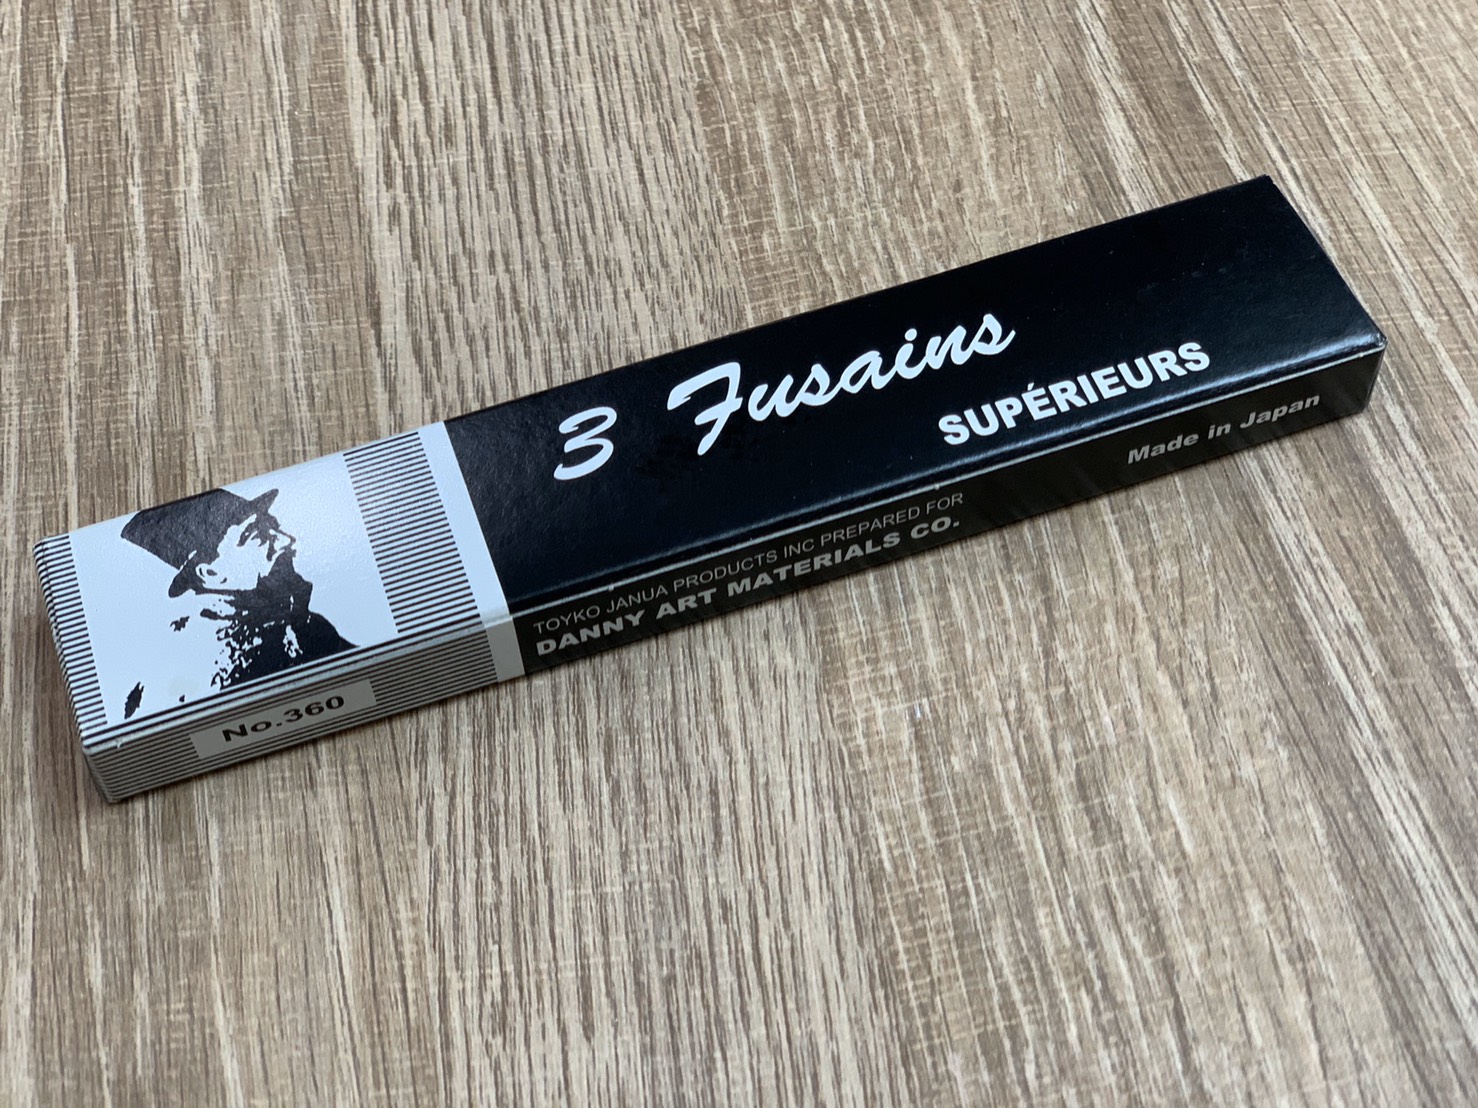 3 Fusains
SUPÉRIEURS
No.360
TOYKO JANUA PRODUCTS INC PREPARED FOR
DANNY ART MATERIALS CO.
Made in Japan